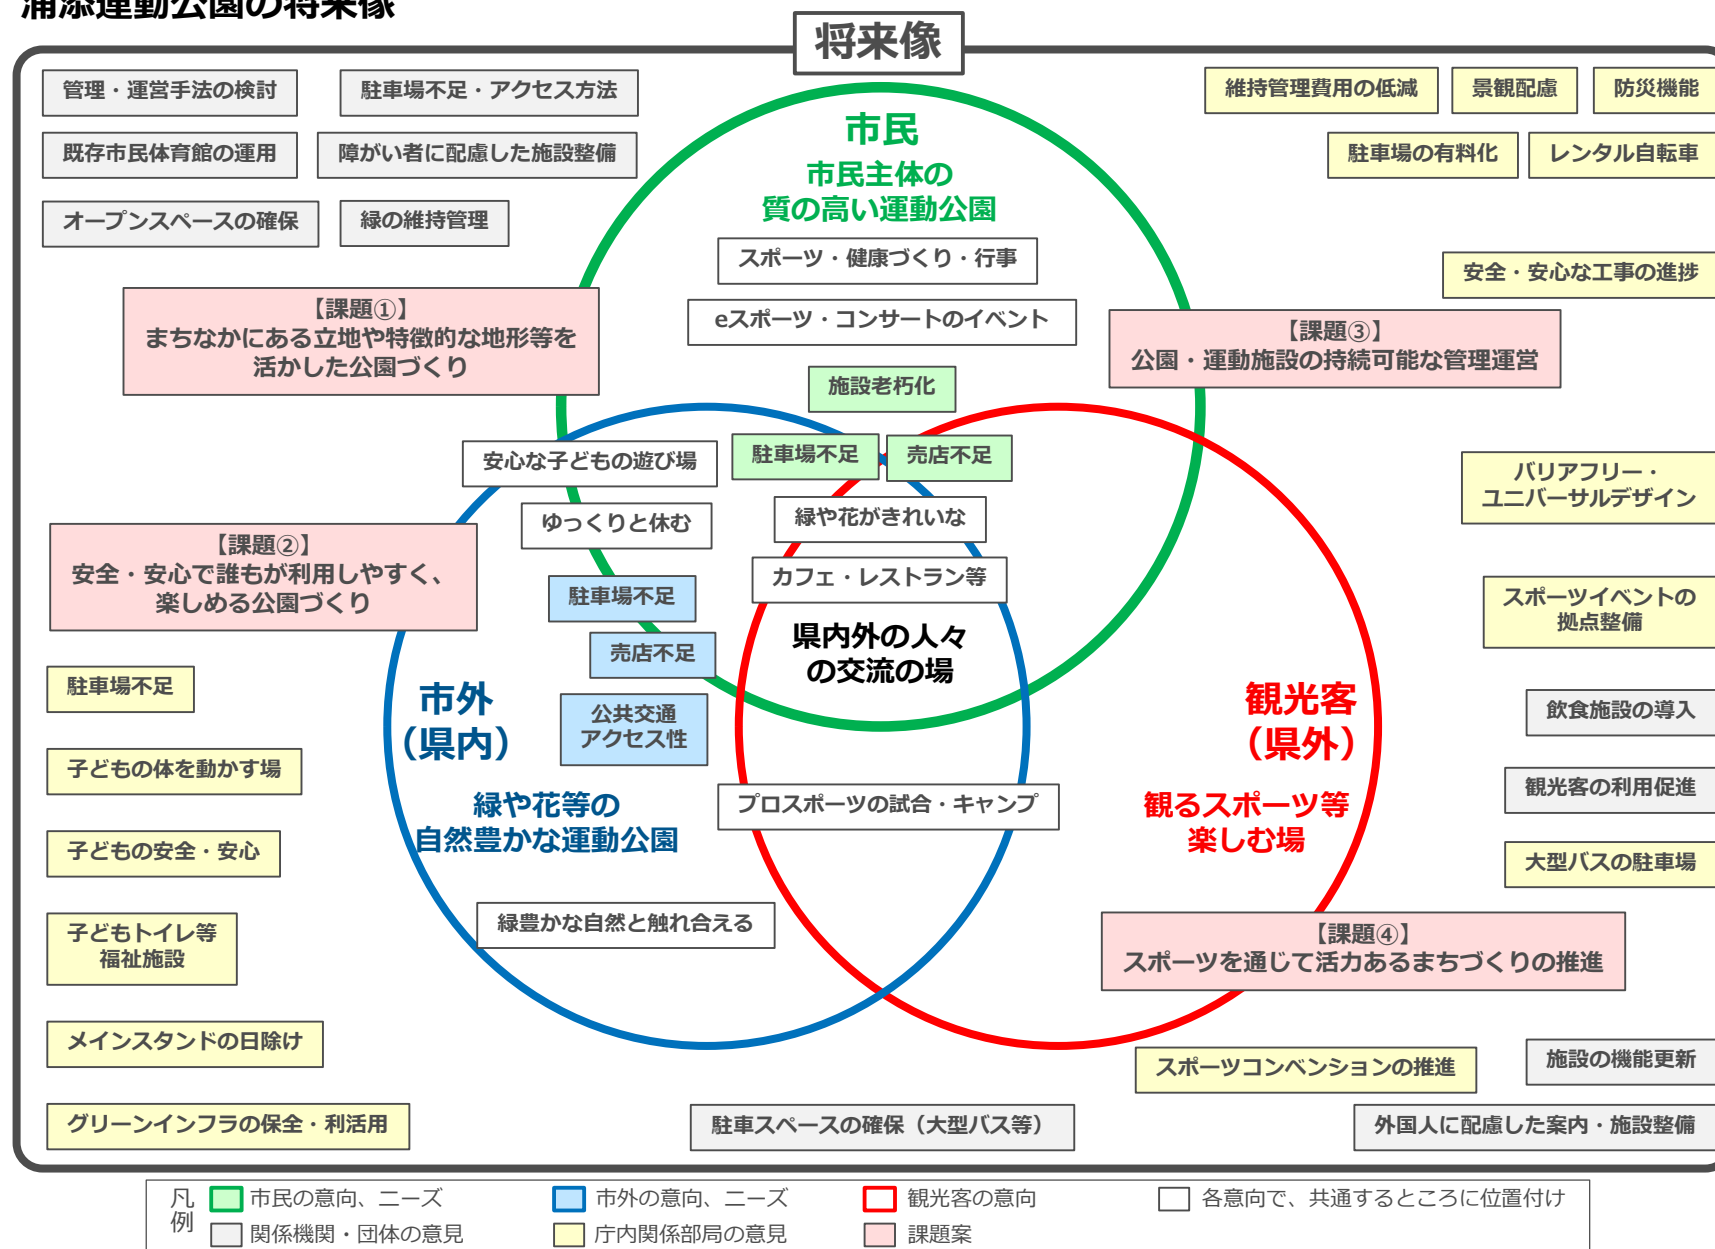 浦添運動公園の将来像
将来像
管理・運営手法の検討
駐車場不足・アクセス方法
既存市民体育館の運用
障がい者に配慮した施設整備
オープンスペースの確保
緑の維持管理
維持管理費用の低減
景観配慮
防災機能
駐車場の有料化
レンタル自転車
安全・安心な工事の進捗
市民
市民主体の
質の高い運動公園
スポーツ・健康づくり・行事
eスポーツ・コンサートのイベント
【課題①】
まちなかにある立地や特徴的な地形等を
活かした公園づくり
【課題③】
公園・運動施設の持続可能な管理運営
施設老朽化
駐車場不足
売店不足
安心な子どもの遊び場
ゆっくりと休む
緑や花がきれいな
カフェ・レストラン等
バリアフリー・
ユニバーサルデザイン
【課題②】
安全・安心で誰もが利用しやすく、
楽しめる公園づくり
駐車場不足
売店不足
公共交通
アクセス性
県内外の人々
の交流の場
スポーツイベントの
拠点整備
駐車場不足
子どもの体を動かす場
子どもの安全・安心
子どもトイレ等
福祉施設
メインスタンドの日除け
グリーンインフラの保全・利活用
市外
（県内）
緑や花等の
自然豊かな運動公園
プロスポーツの試合・キャンプ
緑豊かな自然と触れ合える
観光客
（県外）
観るスポーツ等
楽しむ場
飲食施設の導入
観光客の利用促進
大型バスの駐車場
【課題④】
スポーツを通じて活力あるまちづくりの推進
スポーツコンベンションの推進
施設の機能更新
駐車スペースの確保（大型バス等）
外国人に配慮した案内・施設整備
凡例
市民の意向、ニーズ
市外の意向、ニーズ
観光客の意向
各意向で、共通するところに位置付け
関係機関・団体の意見
庁内関係部局の意見
課題案